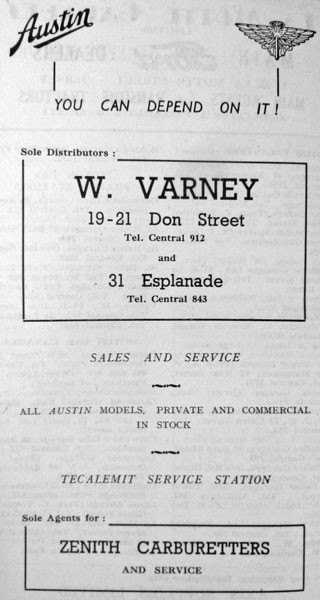 Austin
YOU CAN DEPEND ON IT!
Sole Distributors :
W. VARNEY
19-21 Don Street
Tel. Central 912
and
31 Esplanade
Tel. Central 843
SALES AND SERVICE
ALL AUSTIN MODELS, PRIVATE AND COMMERCIAL
IN STOCK
TECALEMIT SERVICE STATION
Sole Agents for :
ZENITH CARBURETTERS
AND SERVICE